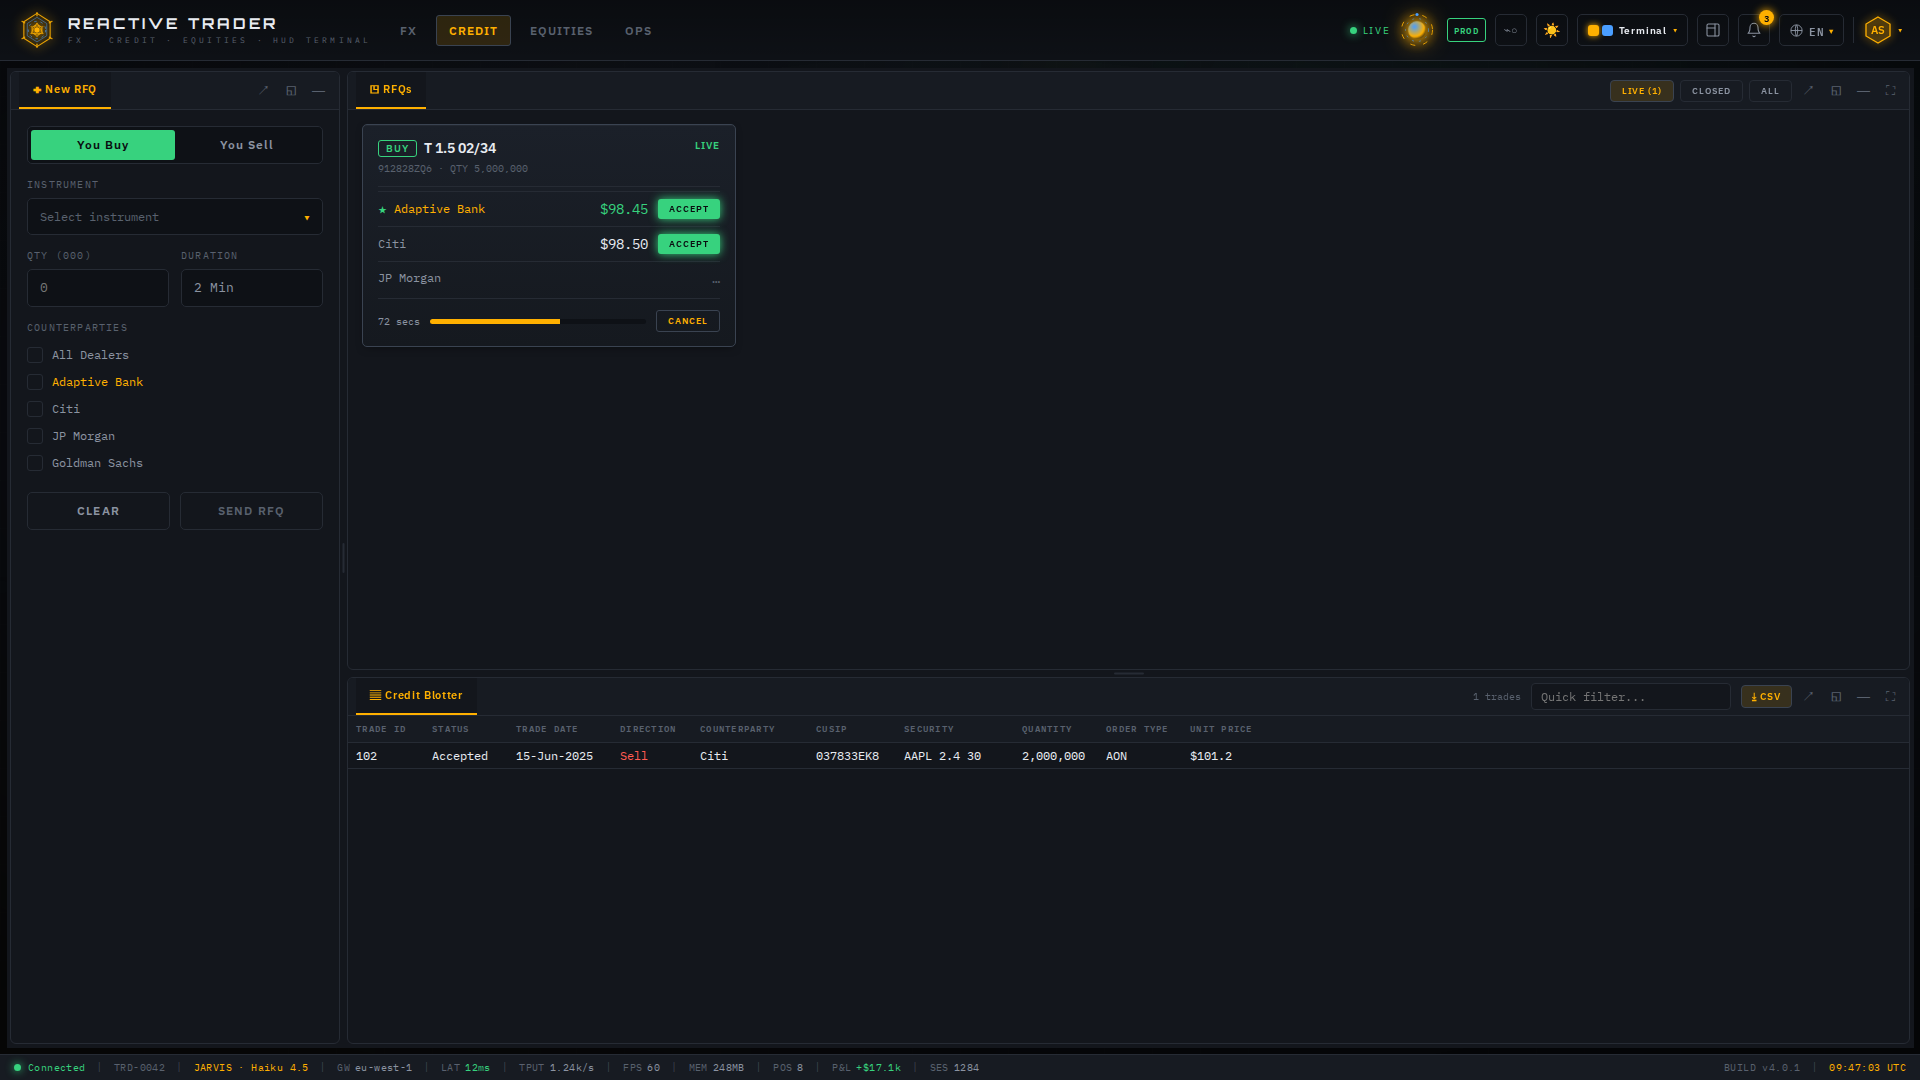 REACTIVE TRADER
FX · CREDIT · EQUITIES · HUD TERMINAL
FX CREDIT EQUITIES OPS
LIVE PROD Terminal 3 EN AS
New RFQ
You Buy You Sell
INSTRUMENT
Select instrument
QTY (000) DURATION
0 2 Min
COUNTERPARTIES
All Dealers
Adaptive Bank
Citi
JP Morgan
Goldman Sachs
CLEAR SEND RFQ
RFQs LIVE (1) CLOSED ALL
BUY T 1.5 02/34 LIVE
912828ZQ6 · QTY 5,000,000
★ Adaptive Bank $98.45 ACCEPT
Citi $98.50 ACCEPT
JP Morgan …
72 secs CANCEL
Credit Blotter 1 trades Quick filter... CSV
TRADE ID STATUS TRADE DATE DIRECTION COUNTERPARTY CUSIP SECURITY QUANTITY ORDER TYPE UNIT PRICE
102 Accepted 15-Jun-2025 Sell Citi 037833EK8 AAPL 2.4 30 2,000,000 AON $101.2
Connected TRD-0042 JARVIS · Haiku 4.5 GW eu-west-1 LAT 12ms TPUT 1.24k/s FPS 60 MEM 248MB POS 8 P&L +$17.1k SES 1284 BUILD v4.0.1 09:47:03 UTC